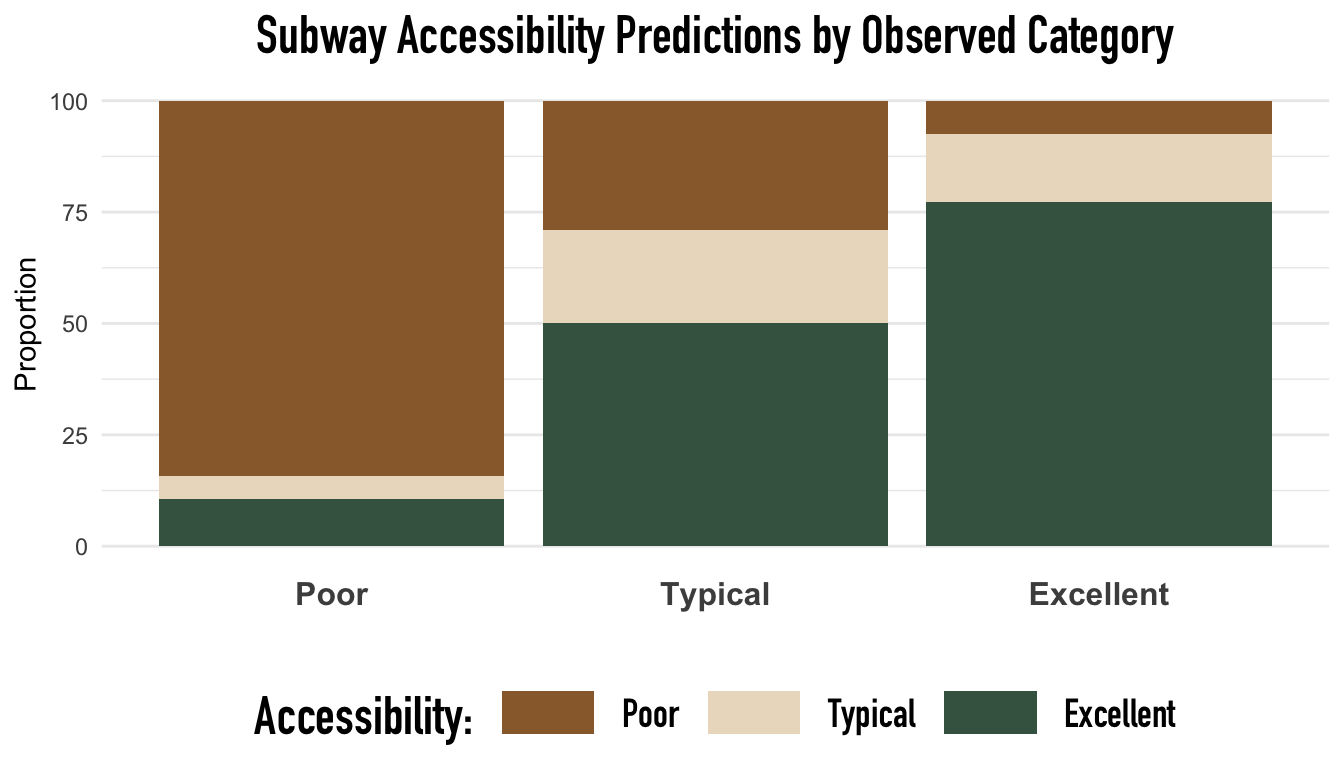 Subway Accessibility Predictions by Observed Category
100
75
50
25
0
Proportion
Poor Typical Excellent
Accessibility: Poor Typical Excellent